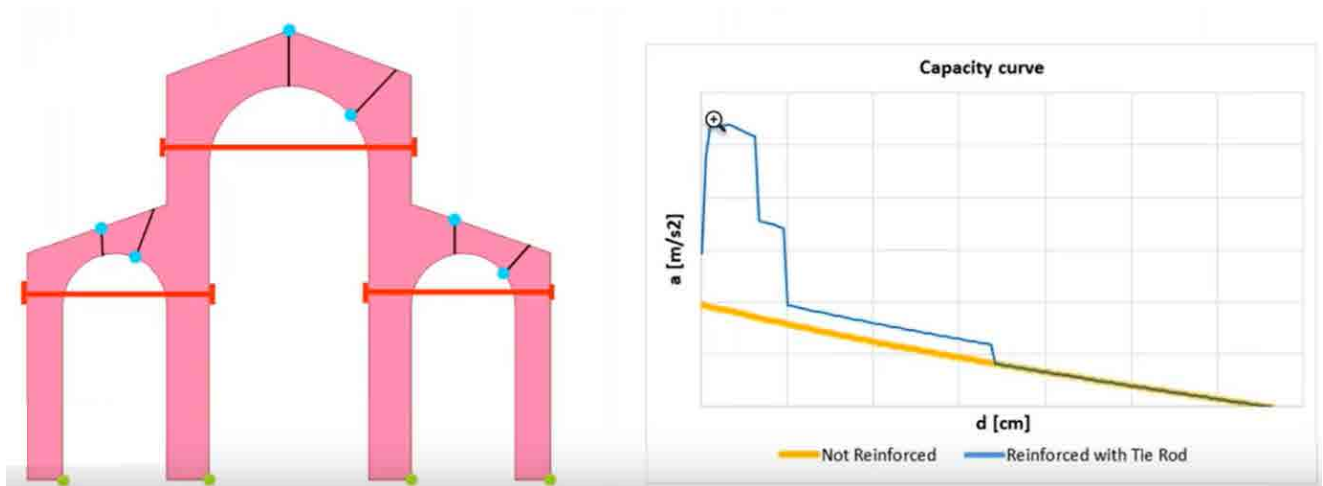 Capacity curve
a [m/s2]
d [cm]
Not Reinforced
Reinforced with Tie Rod